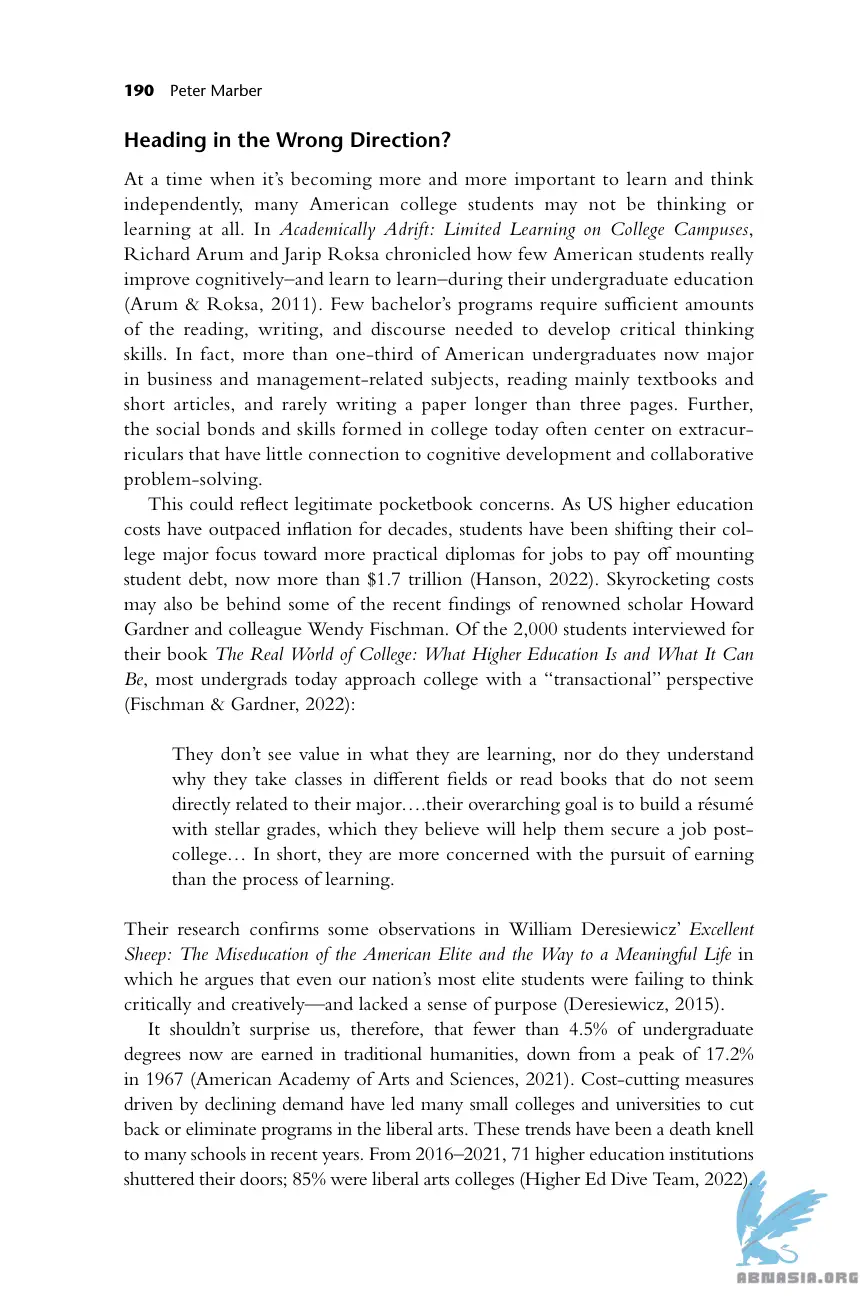 190 Peter Marber
Heading in the Wrong Direction?
At a time when it’s becoming more and more important to learn and think
independently, many American college students may not be thinking or
learning at all. In Academically Adrift: Limited Learning on College Campuses,
Richard Arum and Jarip Roksa chronicled how few American students really
improve cognitively–and learn to learn–during their undergraduate education
(Arum & Roksa, 2011). Few bachelor’s programs require sufficient amounts
of the reading, writing, and discourse needed to develop critical thinking
skills. In fact, more than one-third of American undergraduates now major
in business and management-related subjects, reading mainly textbooks and
short articles, and rarely writing a paper longer than three pages. Further,
the social bonds and skills formed in college today often center on extracur-
riculars that have little connection to cognitive development and collaborative
problem-solving.
This could reflect legitimate pocketbook concerns. As US higher education
costs have outpaced inflation for decades, students have been shifting their col-
lege major focus toward more practical diplomas for jobs to pay off mounting
student debt, now more than $1.7 trillion (Hanson, 2022). Skyrocketing costs
may also be behind some of the recent findings of renowned scholar Howard
Gardner and colleague Wendy Fischman. Of the 2,000 students interviewed for
their book The Real World of College: What Higher Education Is and What It Can
Be, most undergrads today approach college with a “transactional” perspective
(Fischman & Gardner, 2022):
They don’t see value in what they are learning, nor do they understand
why they take classes in different fields or read books that do not seem
directly related to their major….their overarching goal is to build a résumé
with stellar grades, which they believe will help them secure a job post-
college… In short, they are more concerned with the pursuit of earning
than the process of learning.
Their research confirms some observations in William Deresiewicz’ Excellent
Sheep: The Miseducation of the American Elite and the Way to a Meaningful Life in
which he argues that even our nation’s most elite students were failing to think
critically and creatively—and lacked a sense of purpose (Deresiewicz, 2015).
It shouldn’t surprise us, therefore, that fewer than 4.5% of undergraduate
degrees now are earned in traditional humanities, down from a peak of 17.2%
in 1967 (American Academy of Arts and Sciences, 2021). Cost-cutting measures
driven by declining demand have led many small colleges and universities to cut
back or eliminate programs in the liberal arts. These trends have been a death knell
to many schools in recent years. From 2016–2021, 71 higher education institutions
shuttered their doors; 85% were liberal arts colleges (Higher Ed Dive Team, 2022).
ABNASIA.ORG